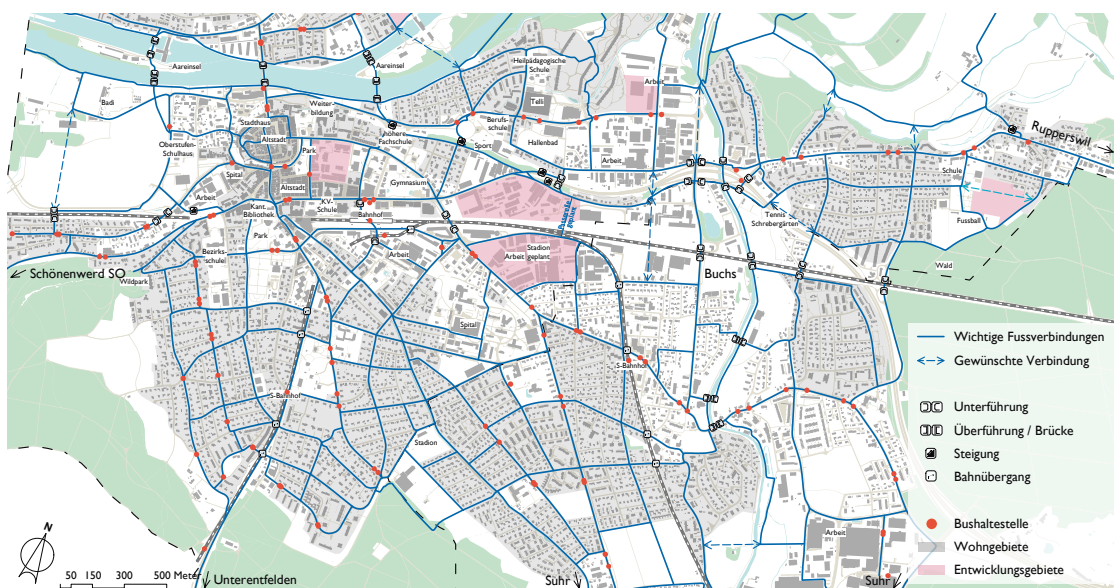 Aareinsel
Aareinsel
Heilpädagogische
Schule
Arbeit
Badi
Telli
Weiter-
bildung
Stadthaus
höhere
Fachschule
Berufs-
schule
Rupperswil
Altstadt
Oberstufen-
Schulhaus
Park
Sport
Hallenbad
Arbeit
Spital
Schule
Gymnasium
Altstadt
Arbeit
KV-
Schule
Kant.
Bibliothek
Bahnhof
Tennis
Schrebergärten
Fussball
Park
Bezirks-
schule
Arbeit
Stadion
Arbeit geplant
Wald
Schönenwerd SO
Wildpark
Buchs
Spital
S-Bahnhof
S-Bahnhof
Stadion
Arbeit
Wichtige Fussverbindungen
Gewünschte Verbindung
Unterführung
Überführung / Brücke
Steigung
Bahnübergang
Bushaltestelle
Wohngebiete
Entwicklungsgebiete
N
50 150 300 500 Meter
Unterentfelden
Suhr
Suhr